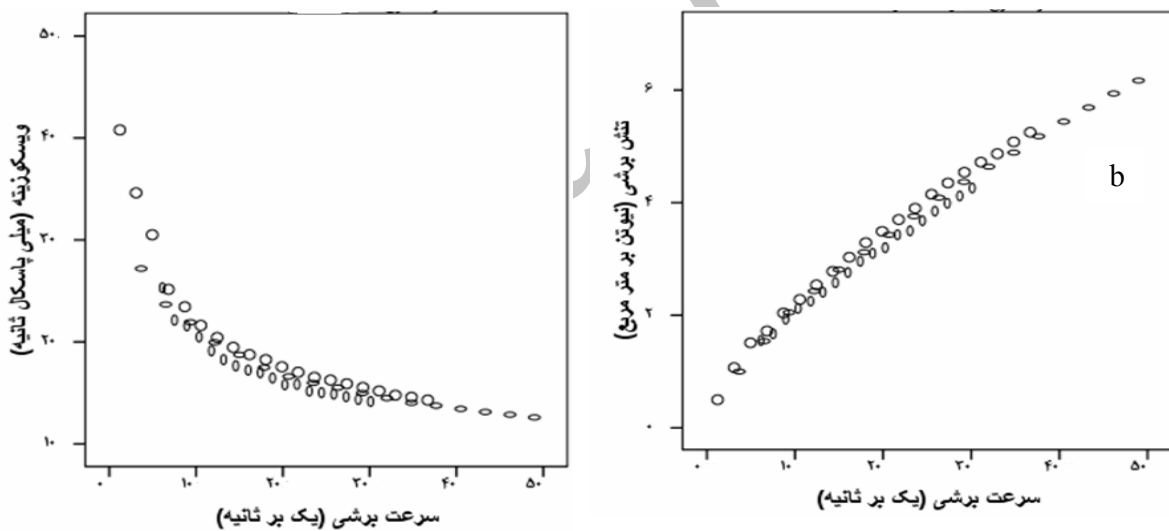 ویسکوزیته (میلی پاسکال ثانیه)
۵۰
۴۰
۳۰
۲۰
۱۰
۰ ۱۰ ۲۰ ۳۰ ۴۰ ۵۰
سرعت برشی (یک بر ثانیه)
تنش برشی (نیوتن بر متر مربع)
۶
۴
۲
۰
b
۰ ۱۰ ۲۰ ۳۰ ۴۰ ۵۰
سرعت برشی (یک بر ثانیه)